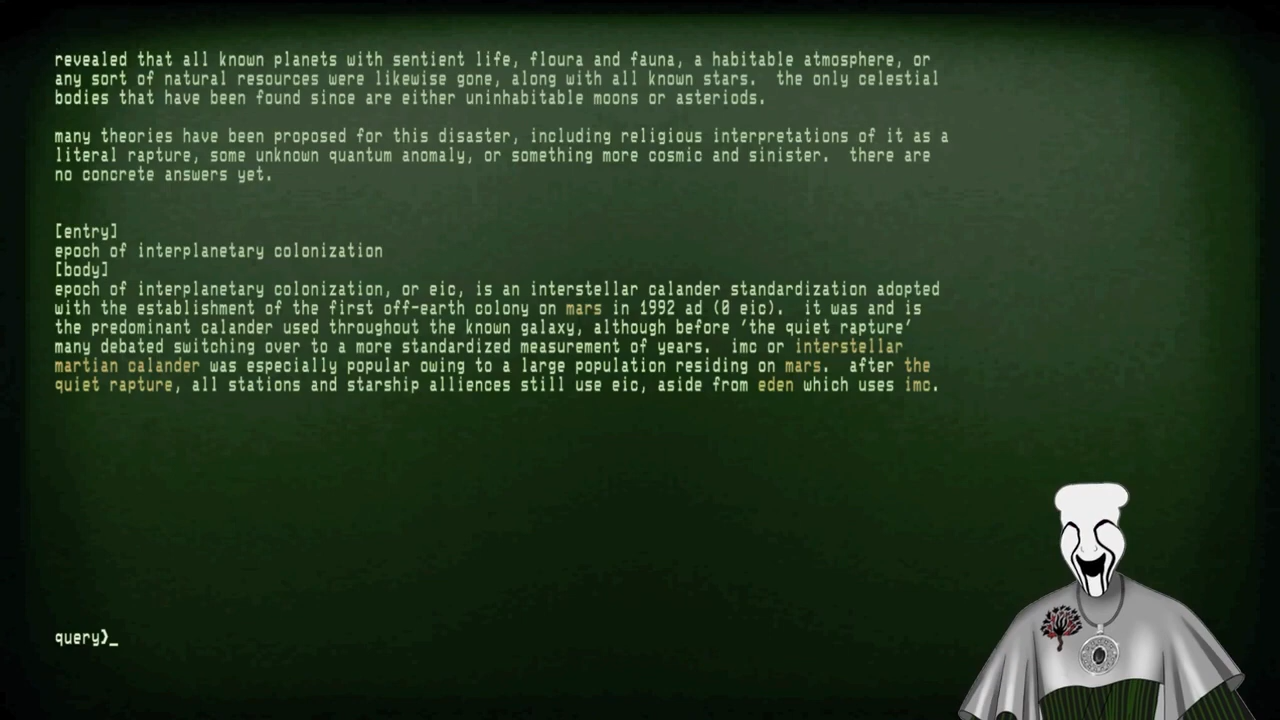 revealed that all known planets with sentient life, floura and fauna, a habitable atmosphere, or
any sort of natural resources were likewise gone, along with all known stars.  the only celestial
bodies that have been found since are either uninhabitable moons or asteriods.
many theories have been proposed for this disaster, including religious interpretations of it as a
literal rapture, some unknown quantum anomaly, or something more cosmic and sinister.  there are
no concrete answers yet.
[entry]
epoch of interplanetary colonization
[body]
epoch of interplanetary colonization, or eic, is an interstellar calander standardization adopted
with the establishment of the first off-earth colony on mars in 1992 ad (0 eic).  it was and is
the predominant calander used throughout the known galaxy, although before 'the quiet rapture'
many debated switching over to a more standardized measurement of years.  imc or interstellar
martian calander was especially popular owing to a large population residing on mars.  after the
quiet rapture, all stations and starship alliences still use eic, aside from eden which uses imc.
query}_